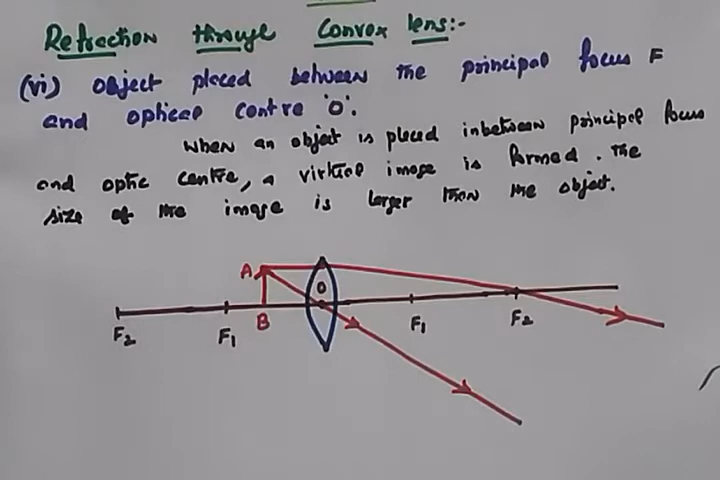 Refraction through Convex lens:-
(vi) object placed between the principal focus F
and optical centre 'O'.
When an object is placed inbetween principal focus
and optic centre, a virtual image is formed. The
size of the image is larger than the object.
A
O
F2 F1 B F1 F2